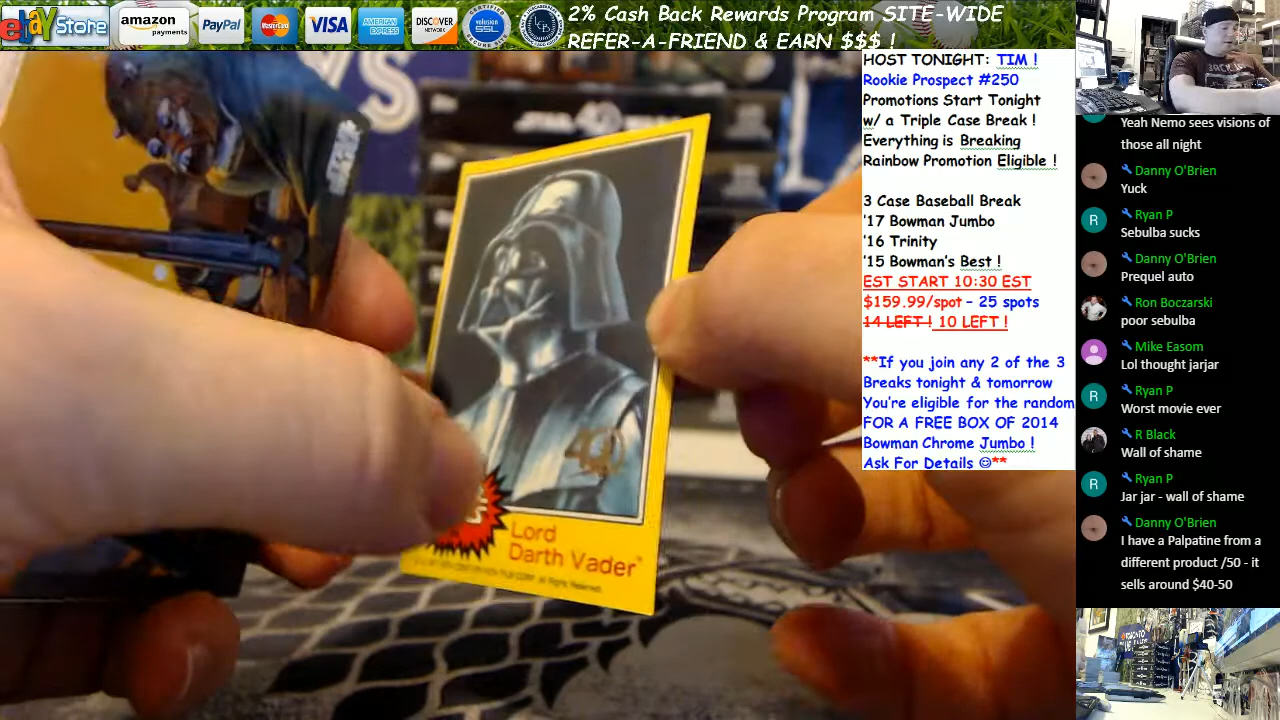 ebay Store
amazon
payments
PayPal
MasterCard
VISA
AMERICAN
EXPRESS
DISCOVER
NETWORK
CERTIFIED
volusion
SSL
SECURE
2% Cash Back Rewards Program SITE-WIDE
REFER-A-FRIEND & EARN $$$ !
HOST TONIGHT: TIM !
Rookie Prospect #250
Promotions Start Tonight
w/ a Triple Case Break !
Everything is Breaking
Rainbow Promotion Eligible !
3 Case Baseball Break
'17 Bowman Jumbo
'16 Trinity
'15 Bowman's Best !
EST START 10:30 EST
$159.99/spot – 25 spots
14 LEFT ! 10 LEFT !
**If you join any 2 of the 3
Breaks tonight & tomorrow
You're eligible for the random
FOR A FREE BOX OF 2014
Bowman Chrome Jumbo !
Ask For Details ☺**
Yeah Nemo sees visions of
those all night
Danny O'Brien
Yuck
R
Ryan P
Sebulba sucks
Danny O'Brien
Prequel auto
Ron Boczarski
poor sebulba
Mike Easom
Lol thought jarjar
R
Ryan P
Worst movie ever
R Black
Wall of shame
R
Ryan P
Jar jar - wall of shame
Danny O'Brien
I have a Palpatine from a
different product /50 - it
sells around $40-50
40
Lord
Darth Vader™